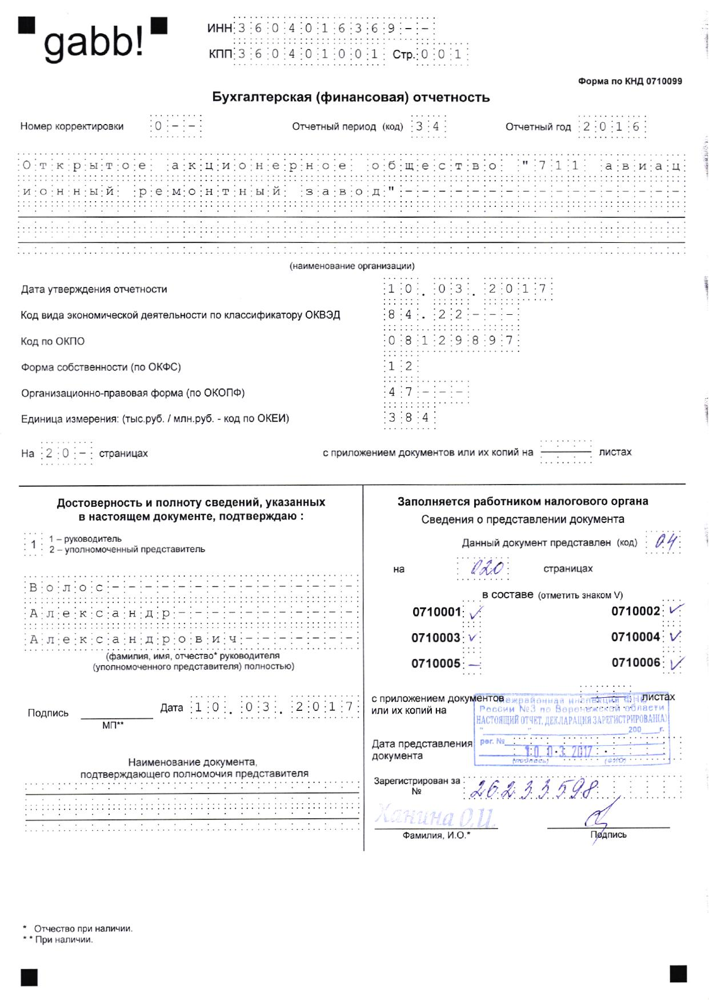 gabb!
ИНН 3604016369--
КПП 360401001 Стр. 001
Форма по КНД 0710099
Бухгалтерская (финансовая) отчетность
Номер корректировки 0-- Отчетный период (код) 34 Отчетный год 2016
Открытое акционерное общество "711 авиац
ионный ремонтный завод"-----------------
(наименование организации)
Дата утверждения отчетности 10.03.2017
Код вида экономической деятельности по классификатору ОКВЭД 84.22---
Код по ОКПО 08129897
Форма собственности (по ОКФС) 12
Организационно-правовая форма (по ОКОПФ) 47---
Единица измерения: (тыс.руб. / млн.руб. - код по ОКЕИ) 384
На 20- страницах с приложением документов или их копий на листах
Достоверность и полноту сведений, указанных
в настоящем документе, подтверждаю :
1 1 – руководитель
2 – уполномоченный представитель
Волос---------------
Александр-----------
Александрович-------
(фамилия, имя, отчество* руководителя
(уполномоченного представителя) полностью)
Подпись Дата 10.03.2017
МП**
Наименование документа,
подтверждающего полномочия представителя
Заполняется работником налогового органа
Сведения о представлении документа
Данный документ представлен (код) 04
на 020 страницах
в составе (отметить знаком V)
0710001 ✓ 0710002 ✓
0710003 ✓ 0710004 ✓
0710005 – 0710006 ✓
с приложением документов
или их копий на — листах
Межрайонная инспекция ФНС
России №3 по Воронежской области
НАСТОЯЩИЙ ОТЧЕТ, ДЕКЛАРАЦИЯ ЗАРЕГИСТРИРОВАН(А)
"____"____ 200__г.
рег. №
10.03.2017
(подпись) (ФИО)
Дата представления
документа
Зарегистрирован за
№ 26233598
Ханина О.И.
Фамилия, И.О.* Подпись
* Отчество при наличии.
** При наличии.